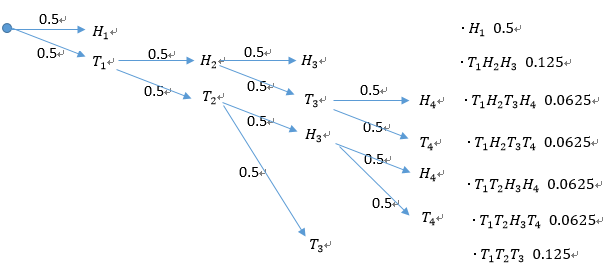 0.5↵ H₁↵ · H₁ 0.5↵
0.5↵ T₁↵ 0.5↵ H₂↵ 0.5↵ H₃↵ · T₁H₂H₃ 0.125↵
0.5↵ T₂↵ 0.5↵ T₃↵ 0.5↵ H₄↵ · T₁H₂T₃H₄ 0.0625↵
0.5↵ H₃↵ 0.5↵ T₄↵ · T₁H₂T₃T₄ 0.0625↵
0.5↵ 0.5↵ H₄↵ · T₁T₂H₃H₄ 0.0625↵
0.5↵ T₄↵ · T₁T₂H₃T₄ 0.0625↵
T₃↵ · T₁T₂T₃ 0.125↵